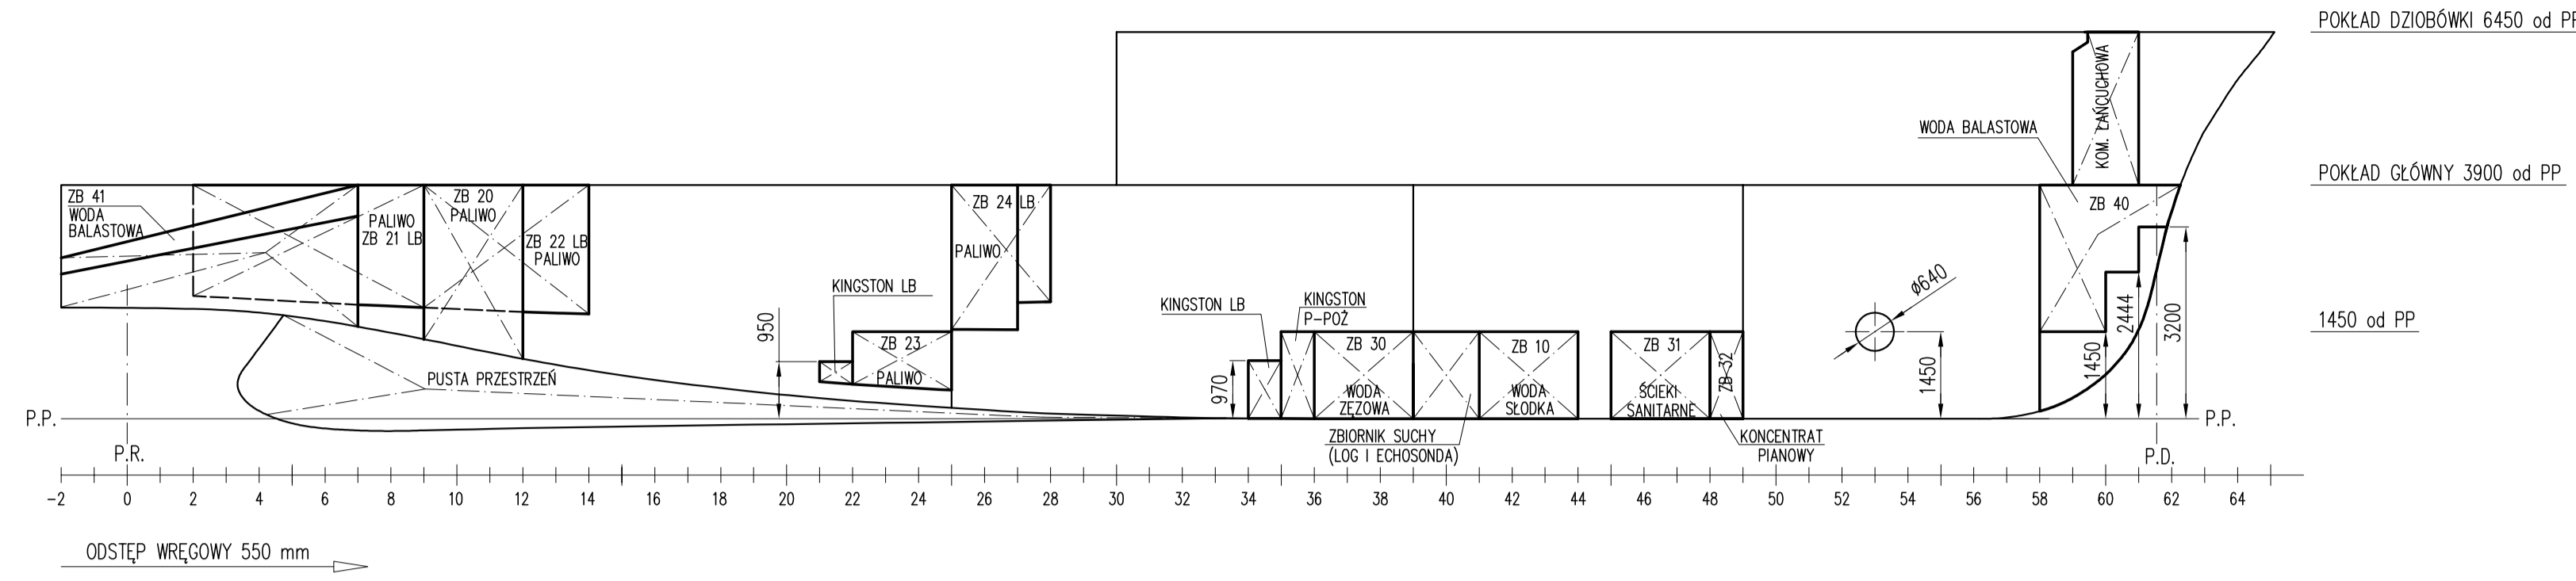 POKŁAD DZIOBÓWKI 6450 od PP
KOM. ŁAŃCUCHOWA
WODA BALASTOWA
POKŁAD GŁÓWNY 3900 od PP
ZB 41
WODA
BALASTOWA
PALIWO
ZB 21 LB
ZB 20
PALIWO
ZB 22 LB
PALIWO
ZB 24 LB
PALIWO
ZB 40
KINGSTON LB
950
ZB 23
PALIWO
PUSTA PRZESTRZEŃ
KINGSTON LB
KINGSTON
P-POŻ
970
ZB 30
WODA
ZĘZOWA
ZB 10
WODA
SŁODKA
ZB 31
ŚCIEKI
SANITARNE
ZB 32
Ø640
1450
1450
2444
3200
1450 od PP
P.P.
P.P.
P.R.
ZBIORNIK SUCHY
(LOG I ECHOSONDA)
KONCENTRAT
PIANOWY
P.D.
-2 0 2 4 6 8 10 12 14 16 18 20 22 24 26 28 30 32 34 36 38 40 42 44 46 48 50 52 54 56 58 60 62 64
ODSTĘP WRĘGOWY 550 mm